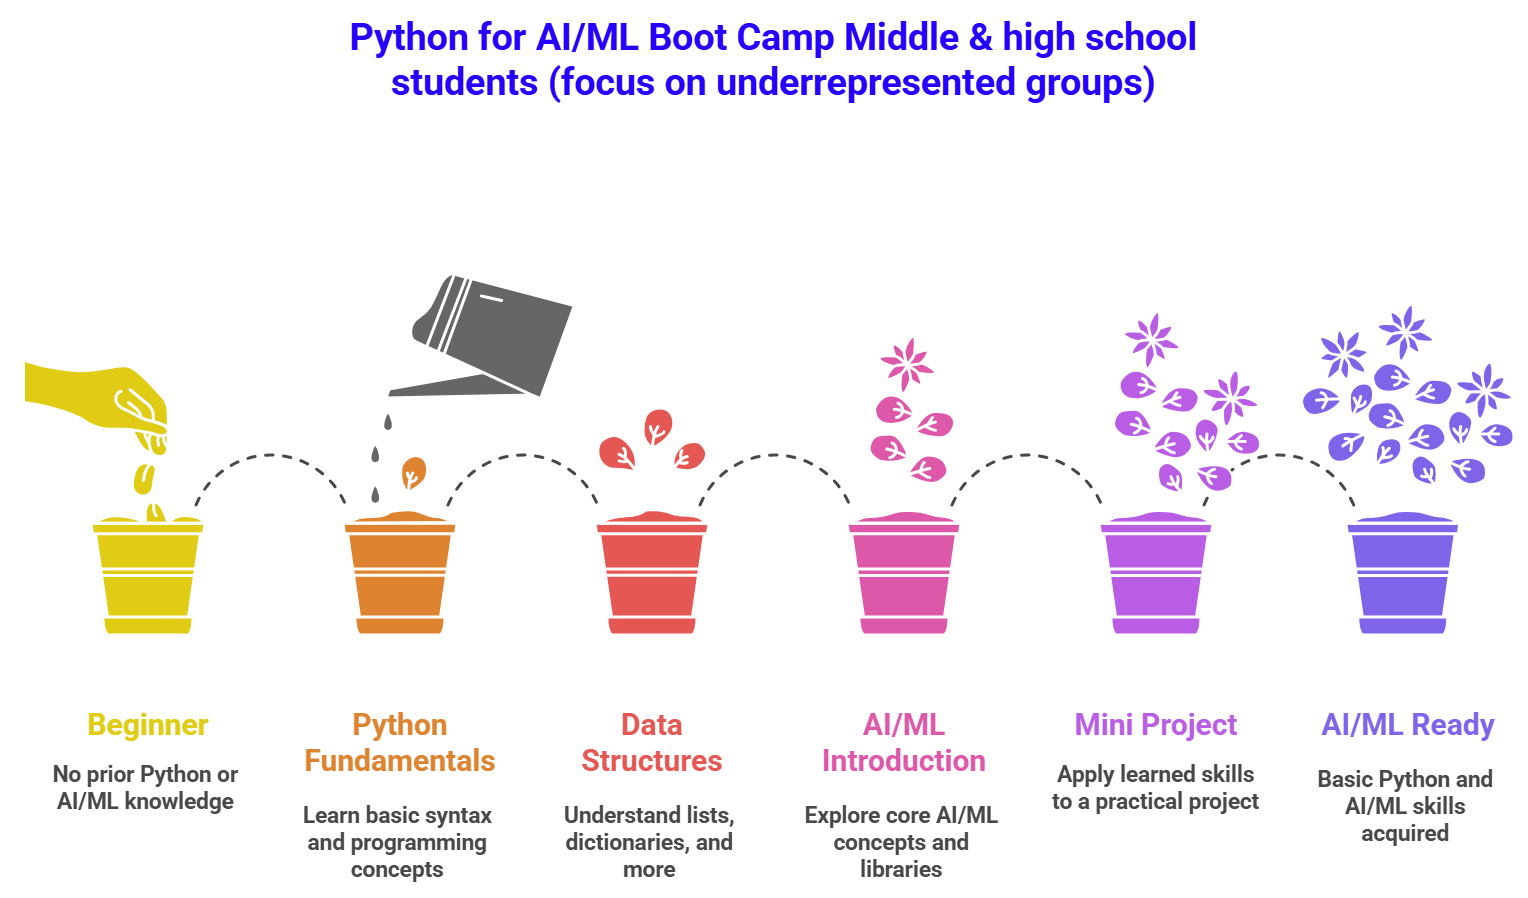 Python for AI/ML Boot Camp Middle & high school
students (focus on underrepresented groups)
Beginner
No prior Python or
AI/ML knowledge
Python
Fundamentals
Learn basic syntax
and programming
concepts
Data
Structures
Understand lists,
dictionaries, and
more
AI/ML
Introduction
Explore core AI/ML
concepts and
libraries
Mini Project
Apply learned skills
to a practical project
AI/ML Ready
Basic Python and
AI/ML skills
acquired